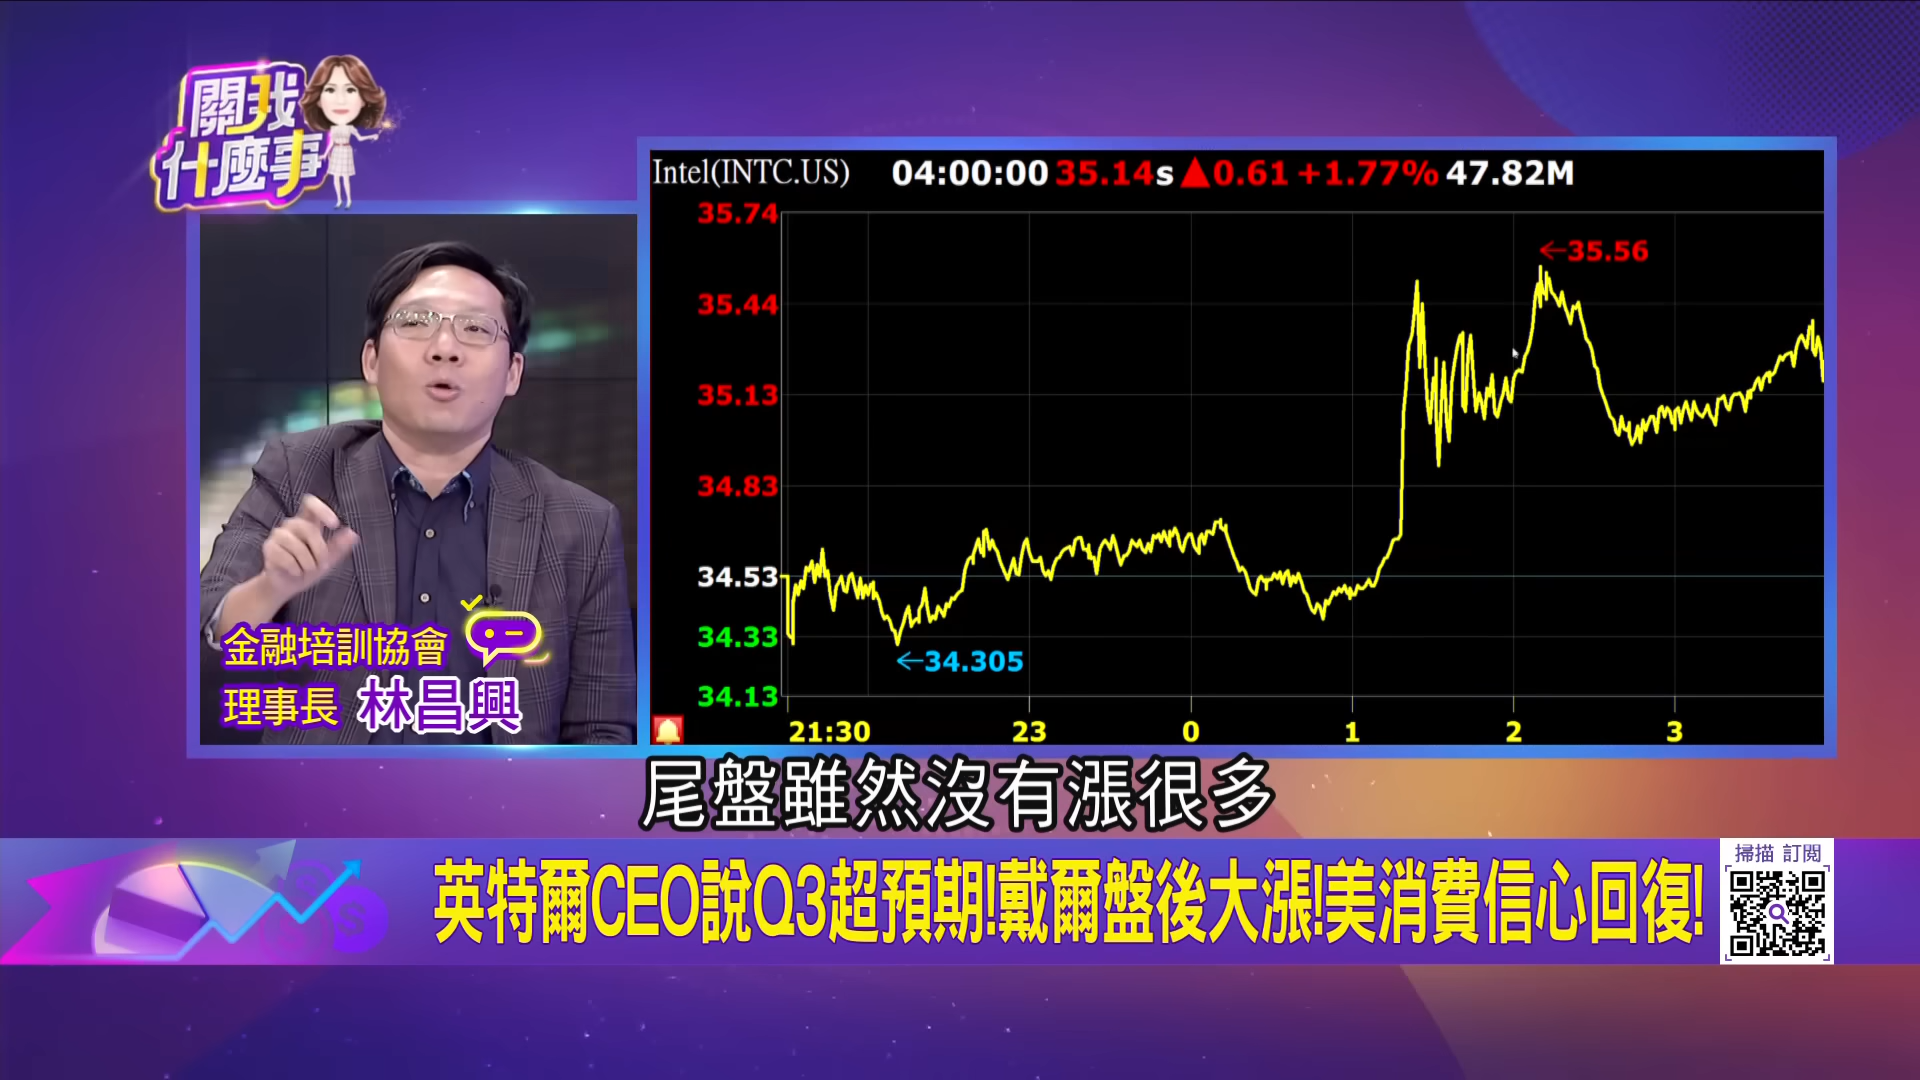 關我
什麼事
Intel(INTC.US) 04:00:00 35.14s ▲0.61 +1.77% 47.82M
35.74
35.44
35.13
34.83
34.53
34.33
34.13
←35.56
←34.305
21:30 23 0 1 2 3
金融培訓協會
理事長 林昌興
尾盤雖然沒有漲很多
英特爾CEO說Q3超預期!戴爾盤後大漲!美消費信心回復!
掃描 訂閱